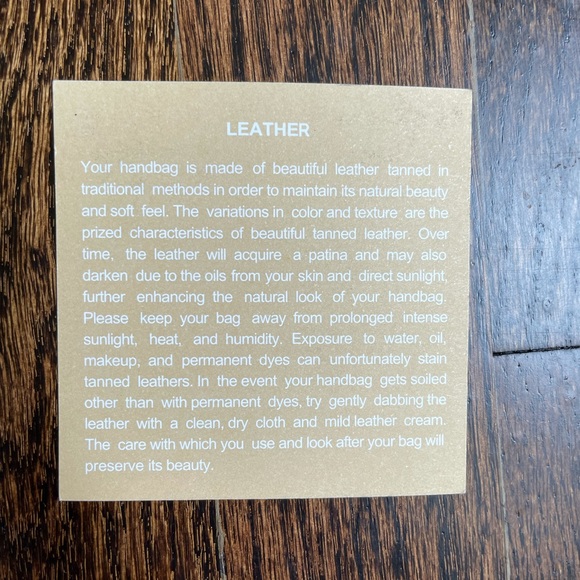 LEATHER
Your handbag is made of beautiful leather tanned in
traditional methods in order to maintain its natural beauty
and soft feel. The variations in color and texture are the
prized characteristics of beautiful tanned leather. Over
time, the leather will acquire a patina and may also
darken due to the oils from your skin and direct sunlight,
further enhancing the natural look of your handbag.
Please keep your bag away from prolonged intense
sunlight, heat, and humidity. Exposure to water, oil,
makeup, and permanent dyes can unfortunately stain
tanned leathers. In the event your handbag gets soiled
other than with permanent dyes, try gently dabbing the
leather with a clean, dry cloth and mild leather cream.
The care with which you use and look after your bag will
preserve its beauty.